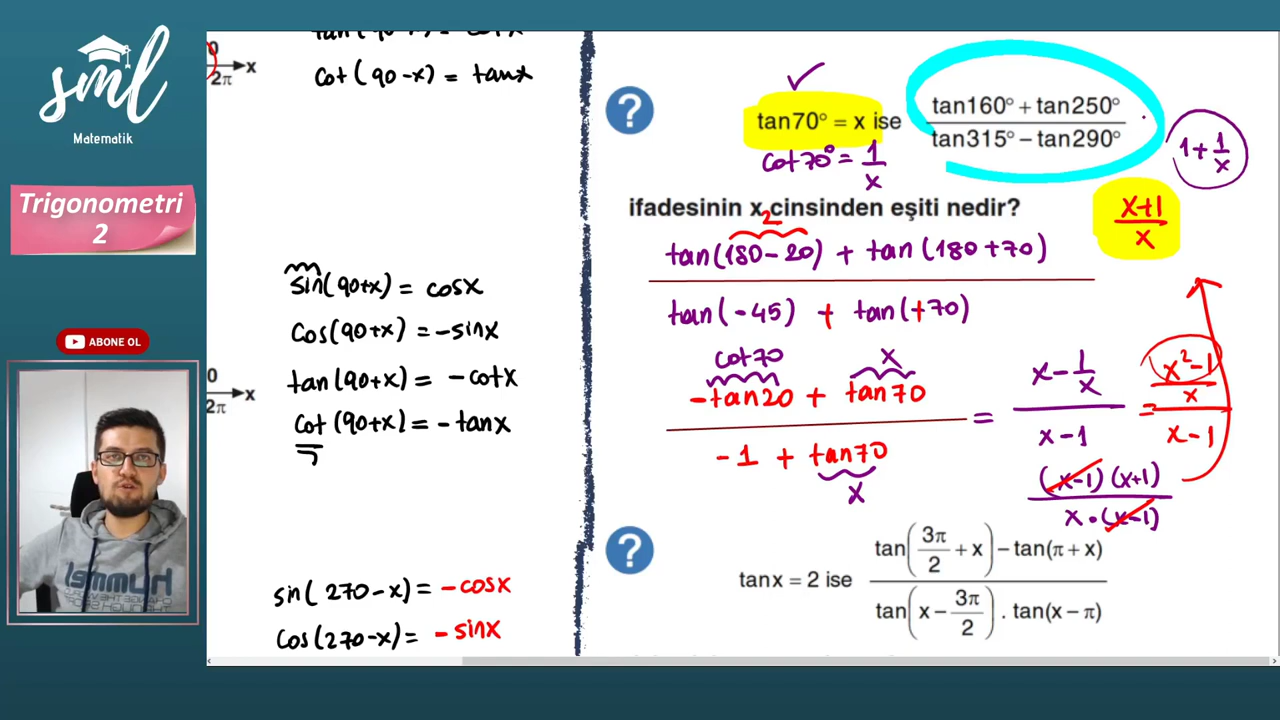 sml
Matematik
Trigonometri
2
ABONE OL
0
2π
x
0
2π
x
cot(90-x) = tanx
sin(90+x) = cosx
cos(90+x) = -sinx
tan(90+x) = -cotx
cot(90+x) = -tanx
sin(270-x) = -cosx
cos(270-x) = -sinx
?
tan70° = x ise
tan160° + tan250°
tan315° - tan290°
cot70° = 1/x
1+1/x
ifadesinin x cinsinden eşiti nedir?
x+1
x
2
tan(180-20) + tan(180+70)
tan(-45) + tan(+70)
cot70 x
-tan20 + tan70
-1 + tan70
x
= x - 1/x
x-1
= x²-1
x
x-1
(x-1)(x+1)
x.(x-1)
?
tanx = 2 ise
tan(3π/2 + x) - tan(π + x)
tan(x - 3π/2) . tan(x - π)
hummel